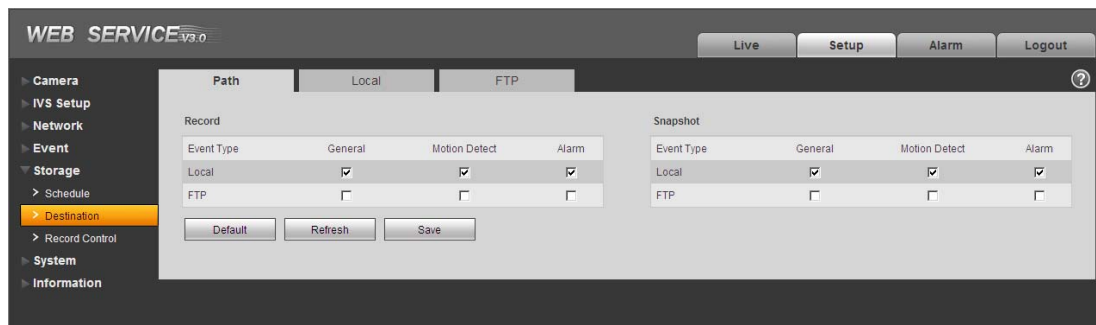 WEB SERVICE V3.0
Live Setup Alarm Logout
Camera
IVS Setup
Network
Event
Storage
> Schedule
> Destination
> Record Control
System
Information
Path Local FTP
?
Record
Event Type General Motion Detect Alarm
Local
FTP
Default Refresh Save
Snapshot
Event Type General Motion Detect Alarm
Local
FTP